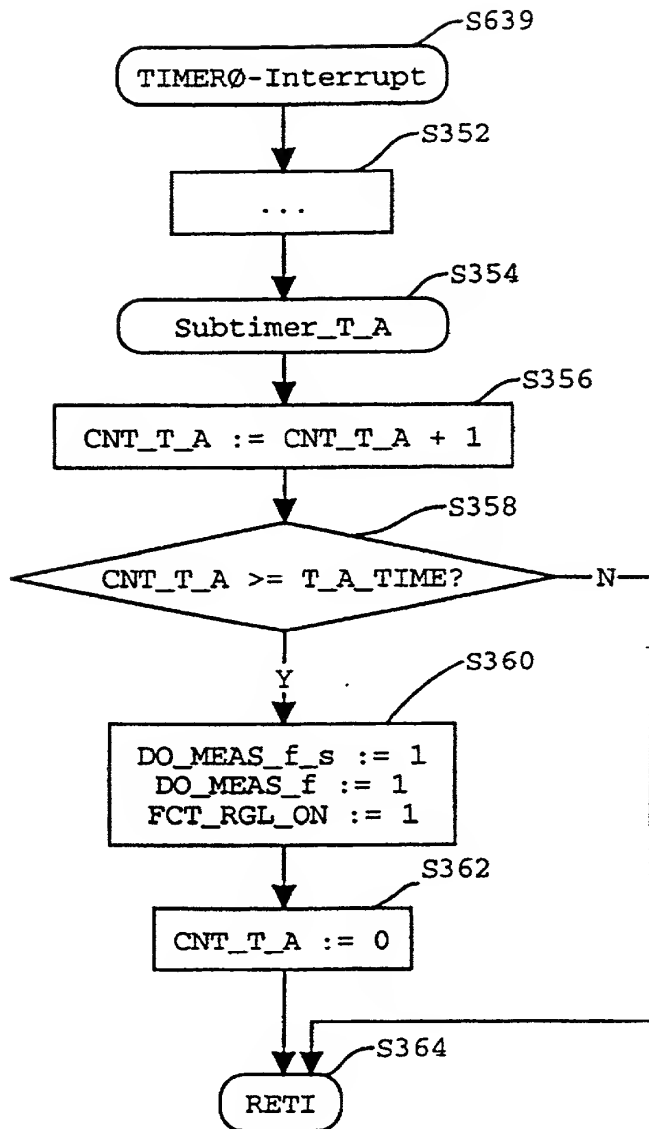 S639
TIMERØ-Interrupt
S352
...
S354
Subtimer_T_A
S356
CNT_T_A := CNT_T_A + 1
S358
CNT_T_A >= T_A_TIME?
N
Y
S360
DO_MEAS_f_s := 1
DO_MEAS_f := 1
FCT_RGL_ON := 1
S362
CNT_T_A := 0
S364
RETI